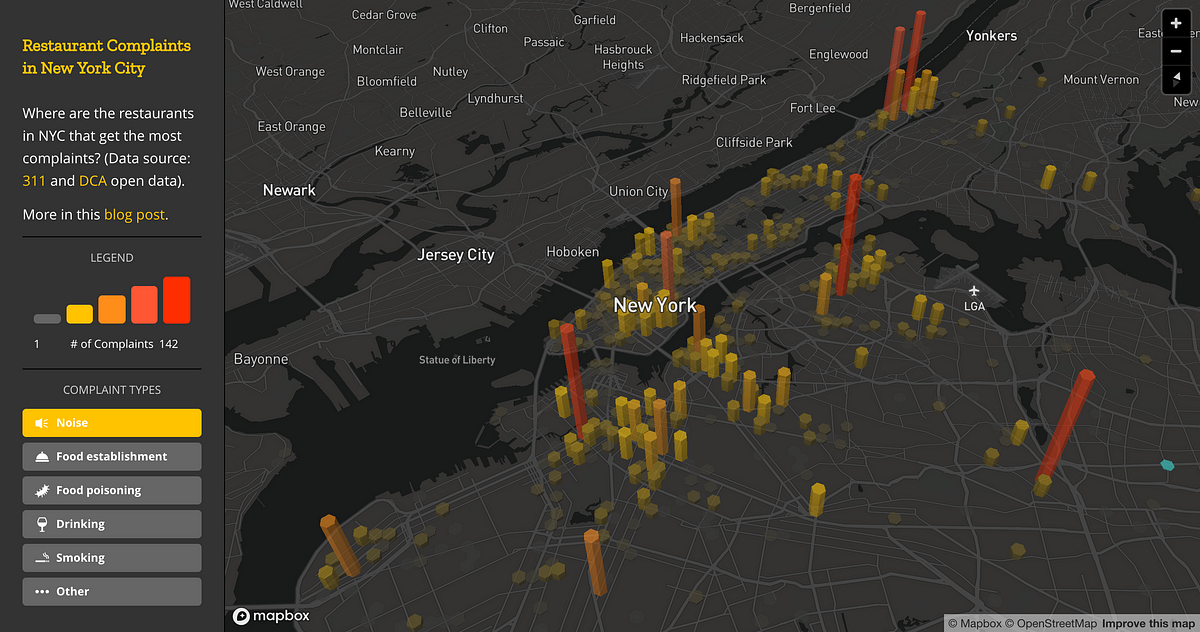 Restaurant Complaints
in New York City
Where are the restaurants
in NYC that get the most
complaints? (Data source:
311 and DCA open data).
More in this blog post.
LEGEND
1 # of Complaints 142
COMPLAINT TYPES
Noise
Food establishment
Food poisoning
Drinking
Smoking
Other
West Caldwell
Cedar Grove
Garfield
Bergenfield
Clifton
Passaic
Hackensack
Yonkers
Montclair
Hasbrouck
Heights
Englewood
West Orange
Nutley
Bloomfield
Ridgefield Park
Mount Vernon
Lyndhurst
Belleville
Fort Lee
New
East Orange
Cliffside Park
Kearny
Newark
Union City
Jersey City
Hoboken
New York
LGA
Bayonne
Statue of Liberty
mapbox
© Mapbox © OpenStreetMap Improve this map